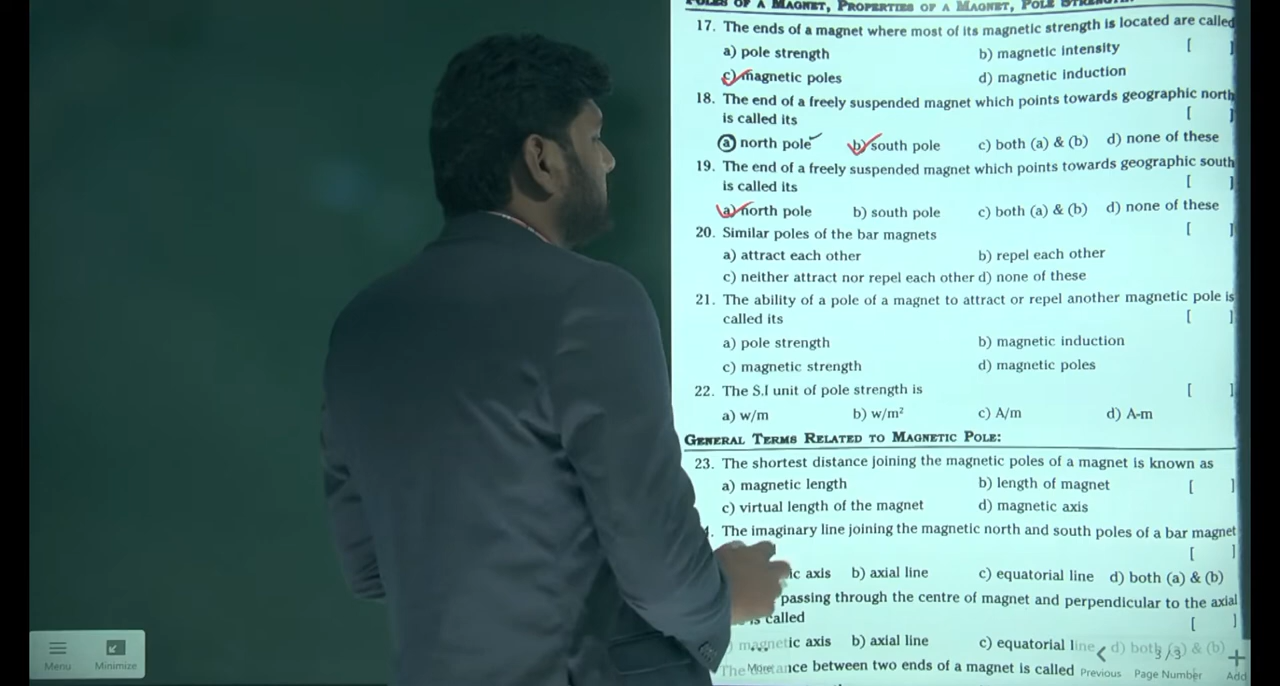 POLES OF A MAGNET, PROPERTIES OF A MAGNET, POLE STRENGTH:
17. The ends of a magnet where most of its magnetic strength is located are called
a) pole strength b) magnetic intensity [ ]
c) magnetic poles d) magnetic induction
18. The end of a freely suspended magnet which points towards geographic north
is called its [ ]
a) north pole b) south pole c) both (a) & (b) d) none of these
19. The end of a freely suspended magnet which points towards geographic south
is called its [ ]
a) north pole b) south pole c) both (a) & (b) d) none of these
20. Similar poles of the bar magnets [ ]
a) attract each other b) repel each other
c) neither attract nor repel each other d) none of these
21. The ability of a pole of a magnet to attract or repel another magnetic pole is
called its [ ]
a) pole strength b) magnetic induction
c) magnetic strength d) magnetic poles
22. The S.I unit of pole strength is [ ]
a) w/m b) w/m² c) A/m d) A-m
GENERAL TERMS RELATED TO MAGNETIC POLE:
23. The shortest distance joining the magnetic poles of a magnet is known as
a) magnetic length b) length of magnet [ ]
c) virtual length of the magnet d) magnetic axis
The imaginary line joining the magnetic north and south poles of a bar magnet
[ ]
ic axis b) axial line c) equatorial line d) both (a) & (b)
passing through the centre of magnet and perpendicular to the axial
is called [ ]
magnetic axis b) axial line c) equatorial line d) both (a) & (b)
The distance between two ends of a magnet is called
Menu Minimize More Previous 3/3 Page Number Add